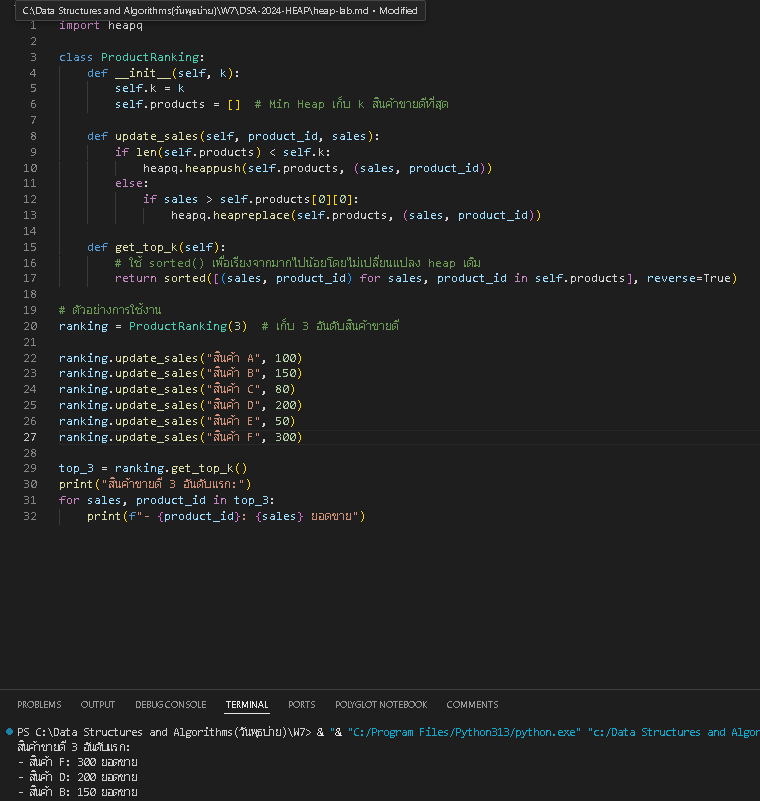 C:\Data Structures and Algorithms(วันพุธบ่าย)\W7\DSA-2024-HEAP\heap-lab.md • Modified
1 import heapq
2
3 class ProductRanking:
4 def __init__(self, k):
5 self.k = k
6 self.products = [] # Min Heap เก็บ k สินค้าขายดีที่สุด
7
8 def update_sales(self, product_id, sales):
9 if len(self.products) < self.k:
10 heapq.heappush(self.products, (sales, product_id))
11 else:
12 if sales > self.products[0][0]:
13 heapq.heapreplace(self.products, (sales, product_id))
14
15 def get_top_k(self):
16 # ใช้ sorted() เพื่อเรียงจากมากไปน้อยโดยไม่เปลี่ยนแปลง heap เดิม
17 return sorted([(sales, product_id) for sales, product_id in self.products], reverse=True)
18
19 # ตัวอย่างการใช้งาน
20 ranking = ProductRanking(3) # เก็บ 3 อันดับสินค้าขายดี
21
22 ranking.update_sales("สินค้า A", 100)
23 ranking.update_sales("สินค้า B", 150)
24 ranking.update_sales("สินค้า C", 80)
25 ranking.update_sales("สินค้า D", 200)
26 ranking.update_sales("สินค้า E", 50)
27 ranking.update_sales("สินค้า F", 300)
28
29 top_3 = ranking.get_top_k()
30 print("สินค้าขายดี 3 อันดับแรก:")
31 for sales, product_id in top_3:
32 print(f"- {product_id}: {sales} ยอดขาย")
PROBLEMS OUTPUT DEBUG CONSOLE TERMINAL PORTS POLYGLOT NOTEBOOK COMMENTS
PS C:\Data Structures and Algorithms(วันพุธบ่าย)\W7> & "& "C:/Program Files/Python313/python.exe" "c:/Data Structures and Algor
สินค้าขายดี 3 อันดับแรก:
- สินค้า F: 300 ยอดขาย
- สินค้า D: 200 ยอดขาย
- สินค้า B: 150 ยอดขาย